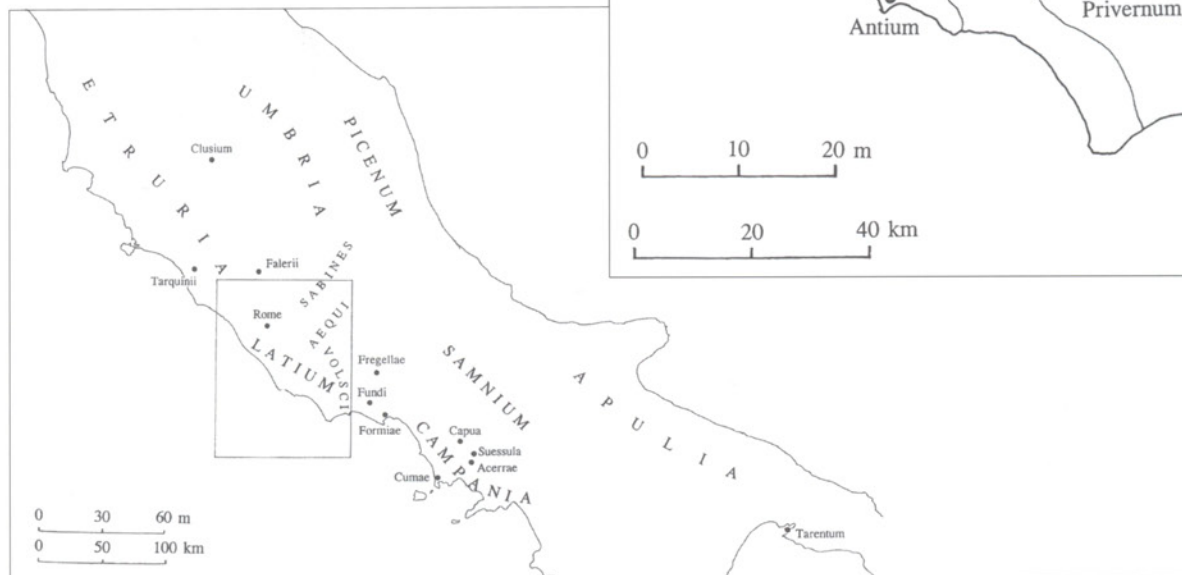 Antium
Privernum
0 10 20 m
0 20 40 km
ETRURIA
UMBRIA
PICENUM
Clusium
Tarquinii
Falerii
SABINES
AEQUI
VOLSCI
Rome
LATIUM
Fregellae
Fundi
Formiae
SAMNIUM
APULIA
CAMPANIA
Capua
Suessula
Acerrae
Cumae
Tarentum
0 30 60 m
0 50 100 km